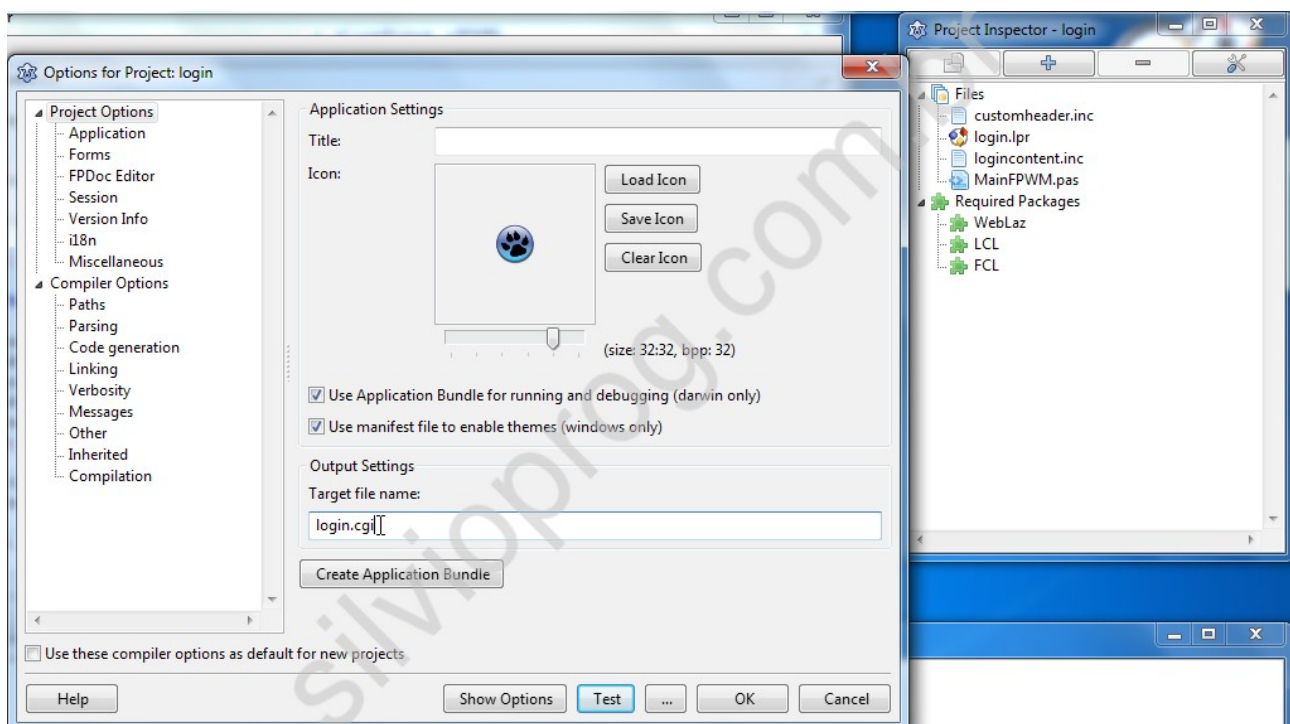 Project Inspector - login
Options for Project: login
Project Options
Application
Forms
FPDoc Editor
Session
Version Info
i18n
Miscellaneous
Compiler Options
Paths
Parsing
Code generation
Linking
Verbosity
Messages
Other
Inherited
Compilation
Application Settings
Title:
Icon:
Load Icon
Save Icon
Clear Icon
(size: 32:32, bpp: 32)
Use Application Bundle for running and debugging (darwin only)
Use manifest file to enable themes (windows only)
Output Settings
Target file name:
login.cgi
Create Application Bundle
Use these compiler options as default for new projects
Help
Show Options
Test
...
OK
Cancel
Files
customheader.inc
login.lpr
logincontent.inc
MainFPWM.pas
Required Packages
WebLaz
LCL
FCL